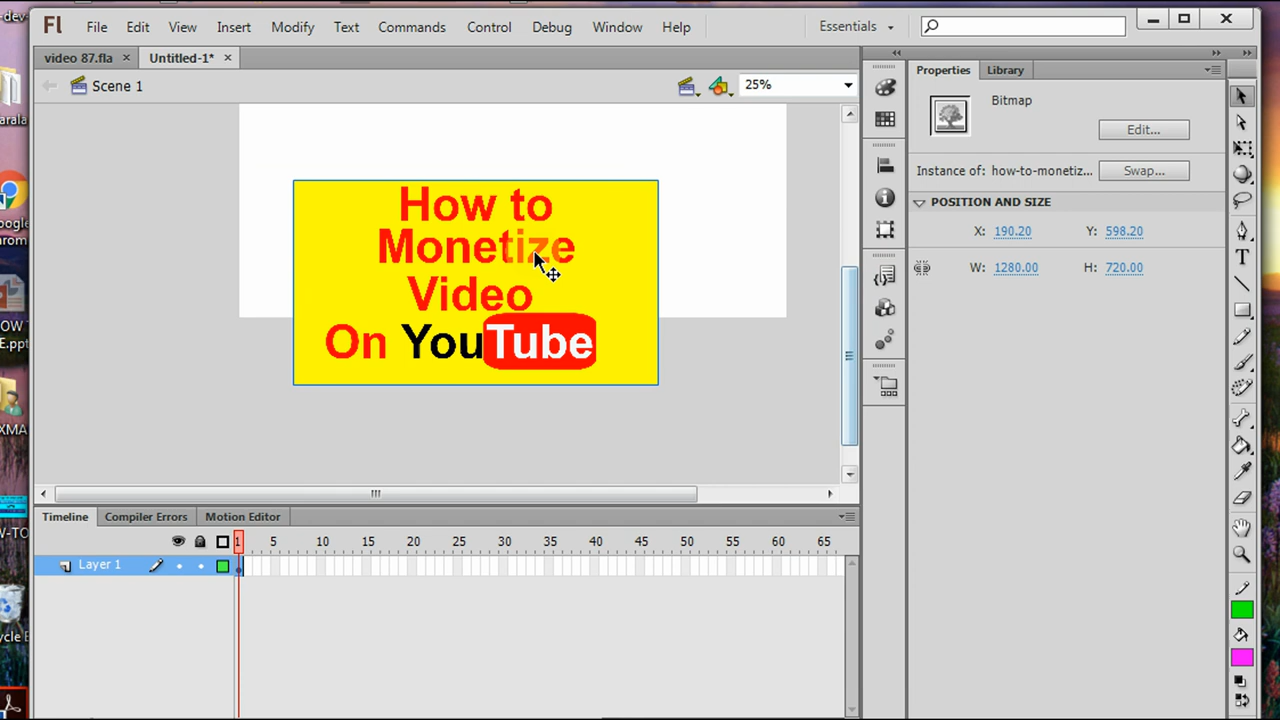 Fl File Edit View Insert Modify Text Commands Control Debug Window Help Essentials
video 87.fla × Untitled-1* ×
Scene 1 25%
How to
Monetize
Video
On YouTube
Timeline Compiler Errors Motion Editor
1 5 10 15 20 25 30 35 40 45 50 55 60 65
Layer 1
Properties Library
Bitmap
Edit...
Instance of: how-to-monetiz... Swap...
POSITION AND SIZE
X: 190.20 Y: 598.20
W: 1280.00 H: 720.00